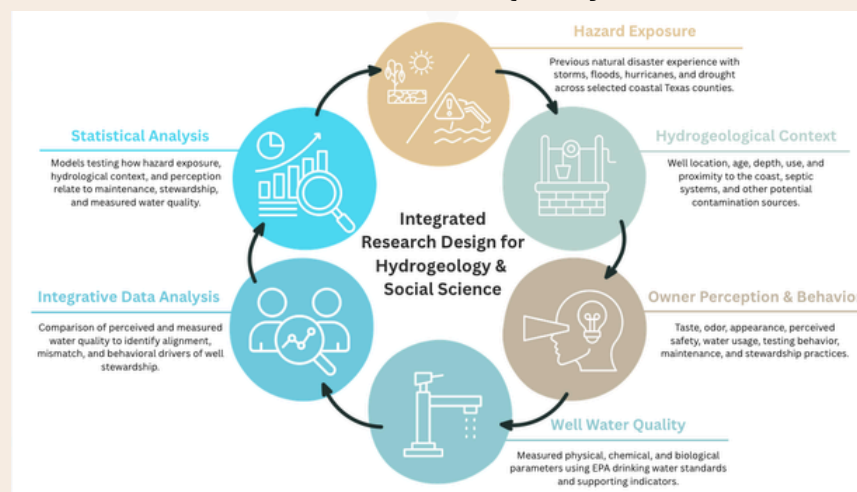 Hazard Exposure
Previous natural disaster experience with
storms, floods, hurricanes, and drought
across selected coastal Texas counties.
Hydrogeological Context
Well location, age, depth, use, and
proximity to the coast, septic
systems, and other potential
contamination sources.
Owner Perception & Behavior
Taste, odor, appearance, perceived
safety, water usage, testing behavior,
maintenance, and stewardship practices.
Well Water Quality
Measured physical, chemical, and biological
parameters using EPA drinking water standards
and supporting indicators.
Integrative Data Analysis
Comparison of perceived and measured
water quality to identify alignment,
mismatch, and behavioral drivers of well
stewardship.
Statistical Analysis
Models testing how hazard exposure,
hydrological context, and perception
relate to maintenance, stewardship,
and measured water quality.
Integrated
Research Design for
Hydrogeology &
Social Science